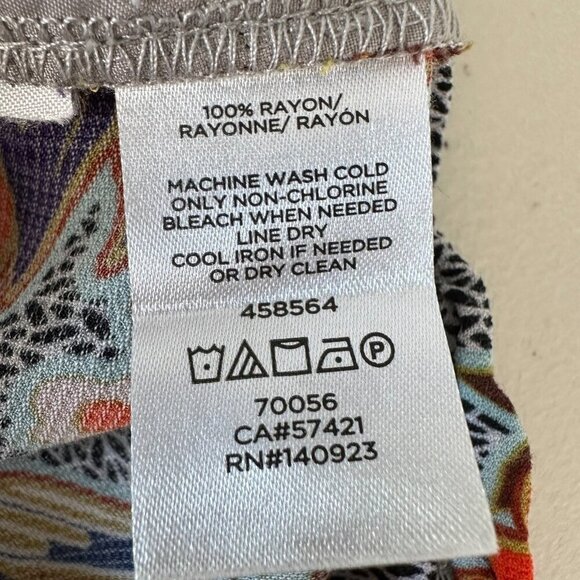 100% RAYON/
RAYONNE/ RAYÓN
MACHINE WASH COLD
ONLY NON-CHLORINE
BLEACH WHEN NEEDED
LINE DRY
COOL IRON IF NEEDED
OR DRY CLEAN
458564
P
70056
CA#57421
RN#140923